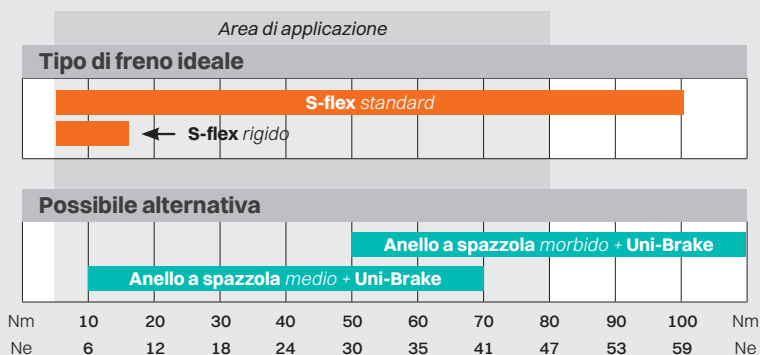 Area di applicazione
Tipo di freno ideale
S-flex standard
S-flex rigido
Possibile alternativa
Anello a spazzola morbido + Uni-Brake
Anello a spazzola medio + Uni-Brake
Nm 10 20 30 40 50 60 70 80 90 100 Nm
Ne 6 12 18 24 30 35 41 47 53 59 Ne